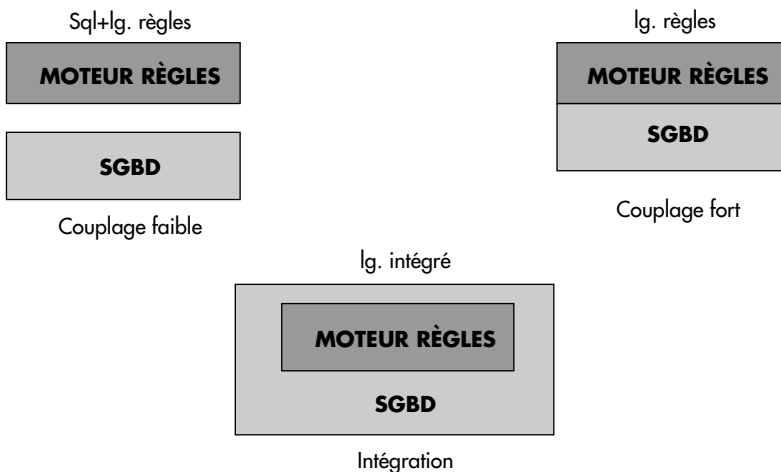 Sql+lg. règles
MOTEUR RÈGLES
SGBD
Couplage faible
lg. règles
MOTEUR RÈGLES
SGBD
Couplage fort
lg. intégré
MOTEUR RÈGLES
SGBD
Intégration